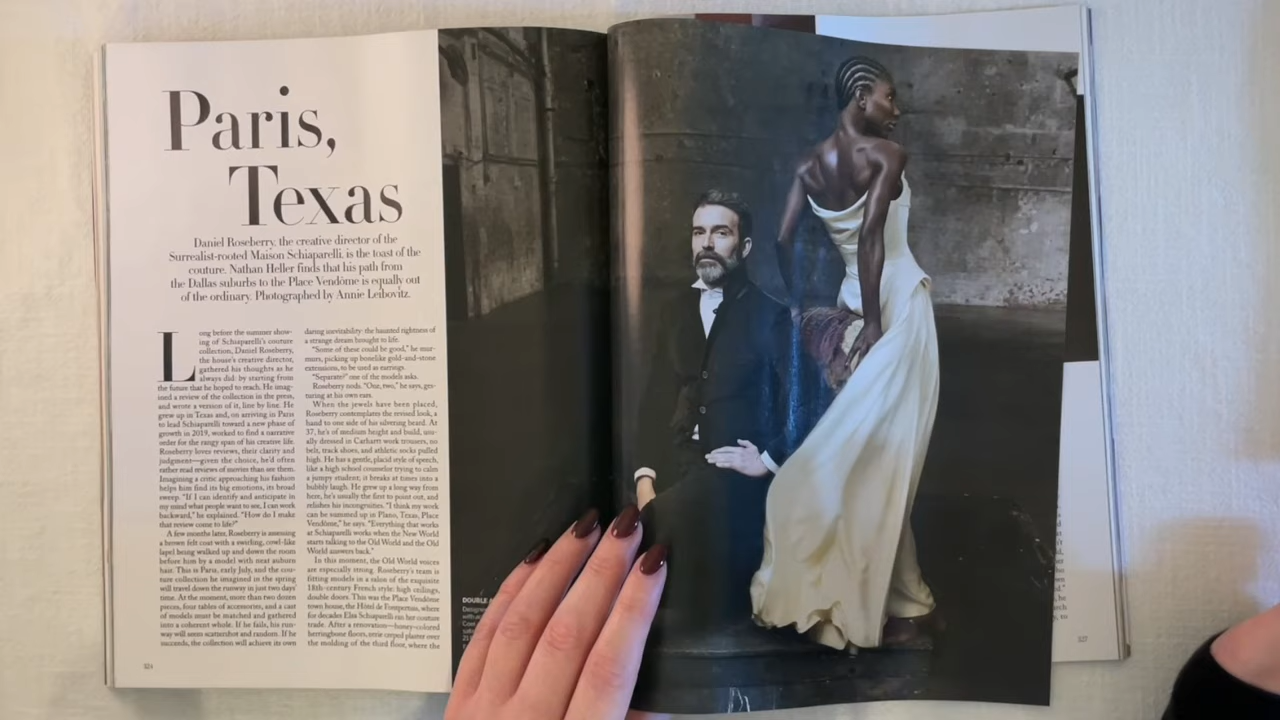 Paris,
Texas
Daniel Roseberry, the creative director of the
Surrealist-rooted Maison Schiaparelli, is the toast of the
couture. Nathan Heller finds that his path from
the Dallas suburbs to the Place Vendôme is equally out
of the ordinary. Photographed by Annie Leibovitz.
Long before the summer show-
ing of Schiaparelli's couture
collection, Daniel Roseberry,
the house's creative director,
gathered his thoughts as he
always did: by starting from
the future that he hoped to reach. He imag-
ined a review of the collection in the press,
and wrote a version of it, line by line. He
grew up in Texas and, on arriving in Paris
to lead Schiaparelli toward a new phase of
growth in 2019, worked to find a narrative
order for the rangy span of his creative life.
Roseberry loves reviews, their clarity and
judgment—given the choice, he'd often
rather read reviews of movies than see them.
Imagining a critic approaching his fashion
helps him find its big emotions, its broad
sweep. "If I can identify and anticipate in
my mind what people want to see, I can work
backward," he explained. "How do I make
that review come to life?"
A few months later, Roseberry is assessing
a brown felt coat with a swirling, cowl-like
lapel being walked up and down the room
before him by a model with neat auburn
hair. This is Paris, early July, and the cou-
ture collection he imagined in the spring
will travel down the runway in just two days'
time. At the moment, more than two dozen
pieces, four tables of accessories, and a cast
of models must be matched and gathered
into a coherent whole. If he fails, his run-
way will seem scattershot and random. If he
succeeds, the collection will achieve its own
daring inevitability: the haunted rightness of
a strange dream brought to life.
"Some of these could be good," he mur-
murs, picking up bonelike gold-and-stone
extensions, to be used as earrings.
"Separate?" one of the models asks.
Roseberry nods. "One, two," he says, ges-
turing at his own ears.
When the jewels have been placed,
Roseberry contemplates the revised look, a
hand to one side of his silvering beard. At
37, he's of medium height and build, usu-
ally dressed in Carhartt work trousers, no
belt, track shoes, and athletic socks pulled
high. He has a gentle, placid style of speech,
like a high school counselor trying to calm
a jumpy student; it breaks at times into a
bubbly laugh. He grew up a long way from
here, he's usually the first to point out, and
relishes his incongruities. "I think my work
can be summed up in Plano, Texas, Place
Vendôme," he says. "Everything that works
at Schiaparelli works when the New World
starts talking to the Old World and the Old
World answers back."
In this moment, the Old World voices
are especially strong. Roseberry's team is
fitting models in a salon of the exquisite
18th-century French style: high ceilings,
double doors. This was the Place Vendôme
town house, the Hôtel de Fontpertuis, where
for decades Elsa Schiaparelli ran her couture
trade. After a renovation—honey-colored
herringbone floors, eerie creped plaster over
the molding of the third floor, where the
DOUBLE
527